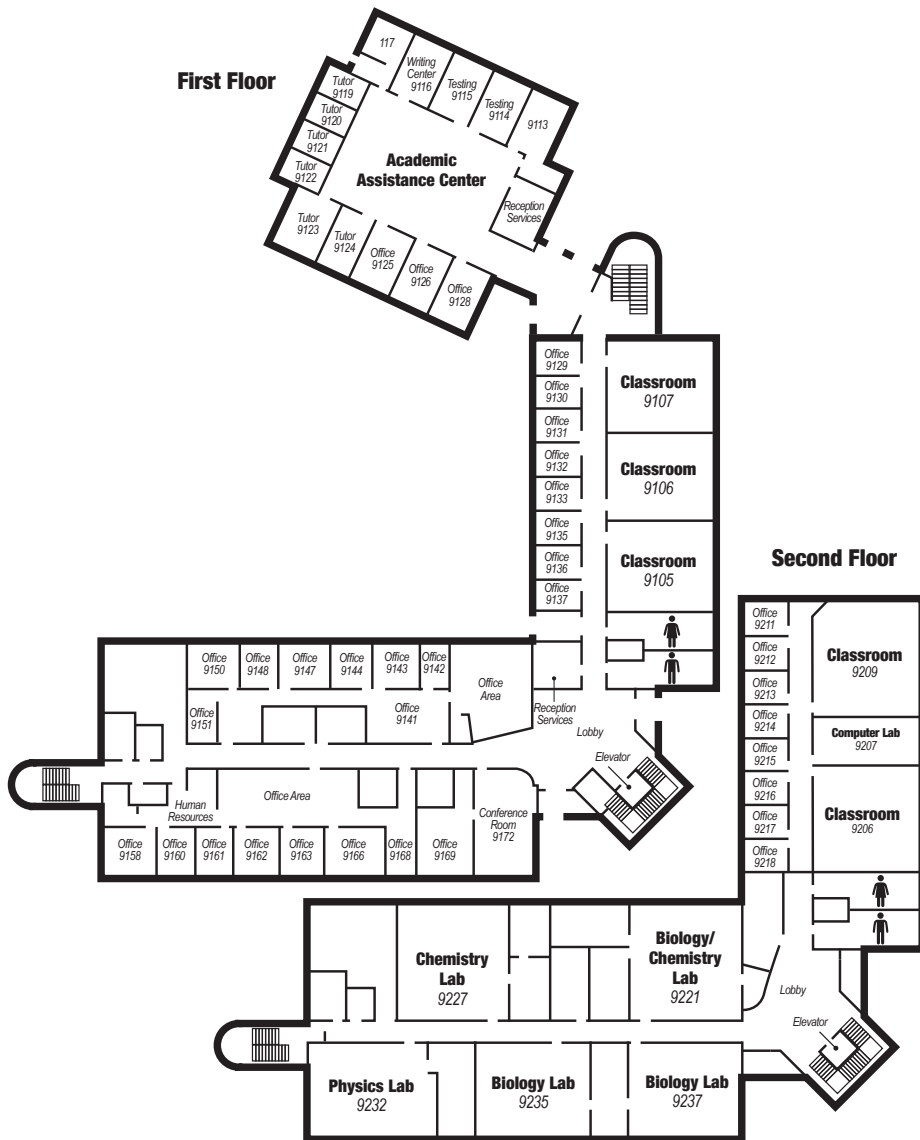 First Floor
117
Writing
Center
9116
Testing
9115
Testing
9114
9113
Tutor
9119
Tutor
9120
Tutor
9121
Tutor
9122
Academic
Assistance Center
Reception
Services
Tutor
9123
Tutor
9124
Office
9125
Office
9126
Office
9128
Office
9129
Office
9130
Office
9131
Office
9132
Office
9133
Office
9135
Office
9136
Office
9137
Classroom
9107
Classroom
9106
Classroom
9105
Office
9150
Office
9148
Office
9147
Office
9144
Office
9143
Office
9142
Office
Area
Office
9151
Office
9141
Reception
Services
Lobby
Elevator
Human
Resources
Office Area
Conference
Room
9172
Office
9158
Office
9160
Office
9161
Office
9162
Office
9163
Office
9166
Office
9168
Office
9169
Second Floor
Office
9211
Office
9212
Office
9213
Office
9214
Office
9215
Office
9216
Office
9217
Office
9218
Classroom
9209
Computer Lab
9207
Classroom
9206
Chemistry
Lab
9227
Biology/
Chemistry
Lab
9221
Lobby
Elevator
Physics Lab
9232
Biology Lab
9235
Biology Lab
9237